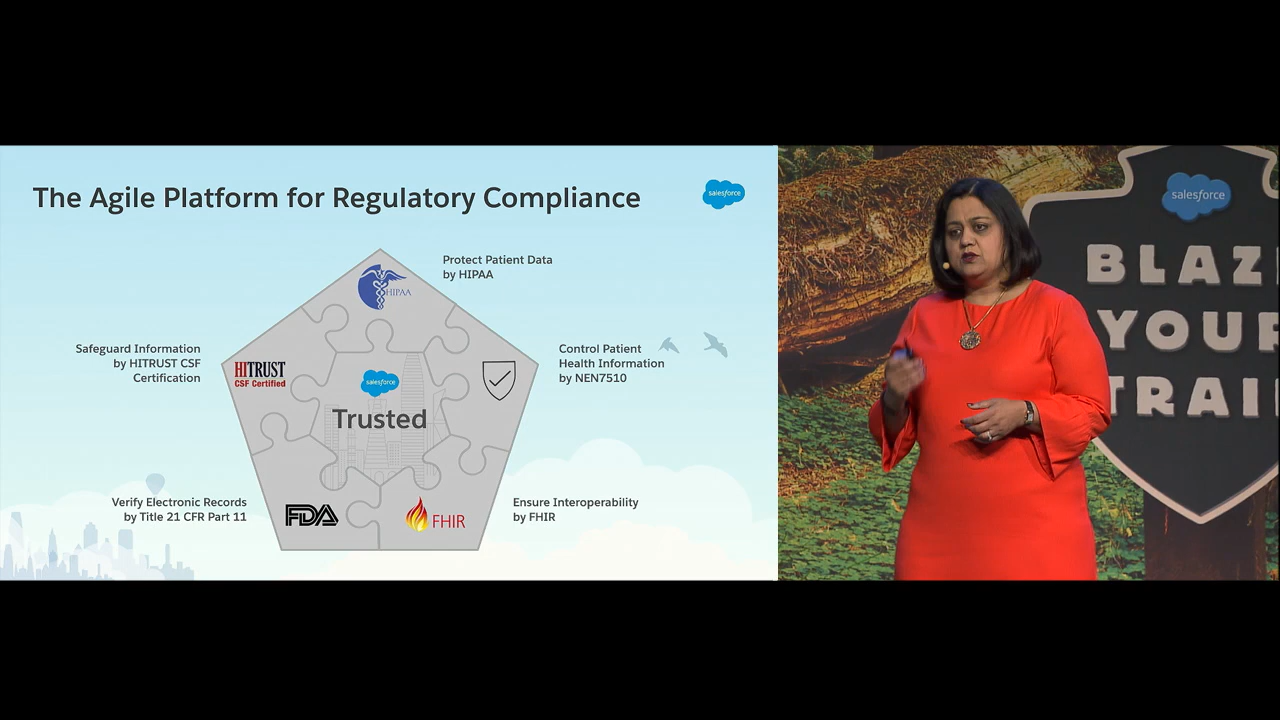 The Agile Platform for Regulatory Compliance
salesforce
Protect Patient Data
by HIPAA
HIPAA
Safeguard Information
by HITRUST CSF
Certification
HITRUST
CSF Certified
Control Patient
Health Information
by NEN7510
salesforce
Trusted
Verify Electronic Records
by Title 21 CFR Part 11
FDA
FHIR
Ensure Interoperability
by FHIR
salesforce
BLAZ
YOUR
TRAI